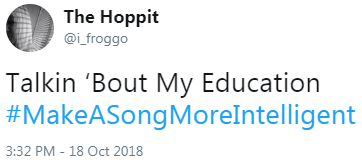 The Hoppit
@i_froggo
Talkin ‘Bout My Education
#MakeASongMoreIntelligent
3:32 PM - 18 Oct 2018